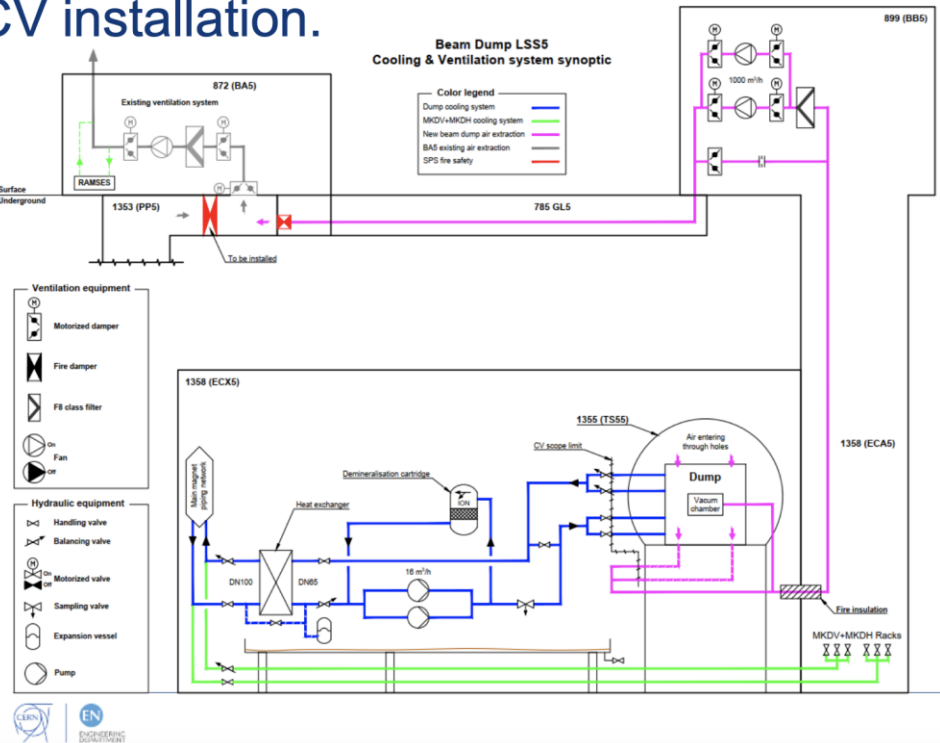 CV installation.
Beam Dump LSS5
Cooling & Ventilation system synoptic
899 (BB5)
M
M
1000 m³/h
M
M
M
872 (BA5)
Existing ventilation system
M
M
M
RAMSES
Color legend
Dump cooling system
MKDV+MKDH cooling system
New beam dump air extraction
BA5 existing air extraction
SPS fire safety
Surface
Underground
1353 (PP5)
785 GL5
To be installed
Ventilation equipment
M
Motorized damper
Fire damper
F8 class filter
On
Fan
Off
Hydraulic equipment
Handling valve
Balancing valve
M
On
Motorized valve
Off
Sampling valve
Expansion vessel
Pump
1358 (ECX5)
Main magnet
piping network
Heat exchanger
Demineralisation cartridge
ION
DN100
DN65
16 m³/h
CV scope limit
1355 (TS55)
Air entering
through holes
Dump
Vacum
chamber
1358 (ECA5)
Fire insulation
MKDV+MKDH Racks
CERN
EN
ENGINEERING
DEPARTMENT